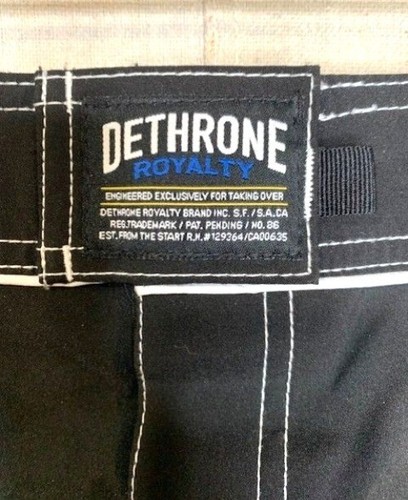 DETHRONE
ROYALTY
ENGINEERED EXCLUSIVELY FOR TAKING OVER
DETHRONE ROYALTY BRAND INC. S.F. / S.A.CA
REG.TRADEMARK / PAT. PENDING / NO. 86
EST. FROM THE START R.N. #129364/CA00635